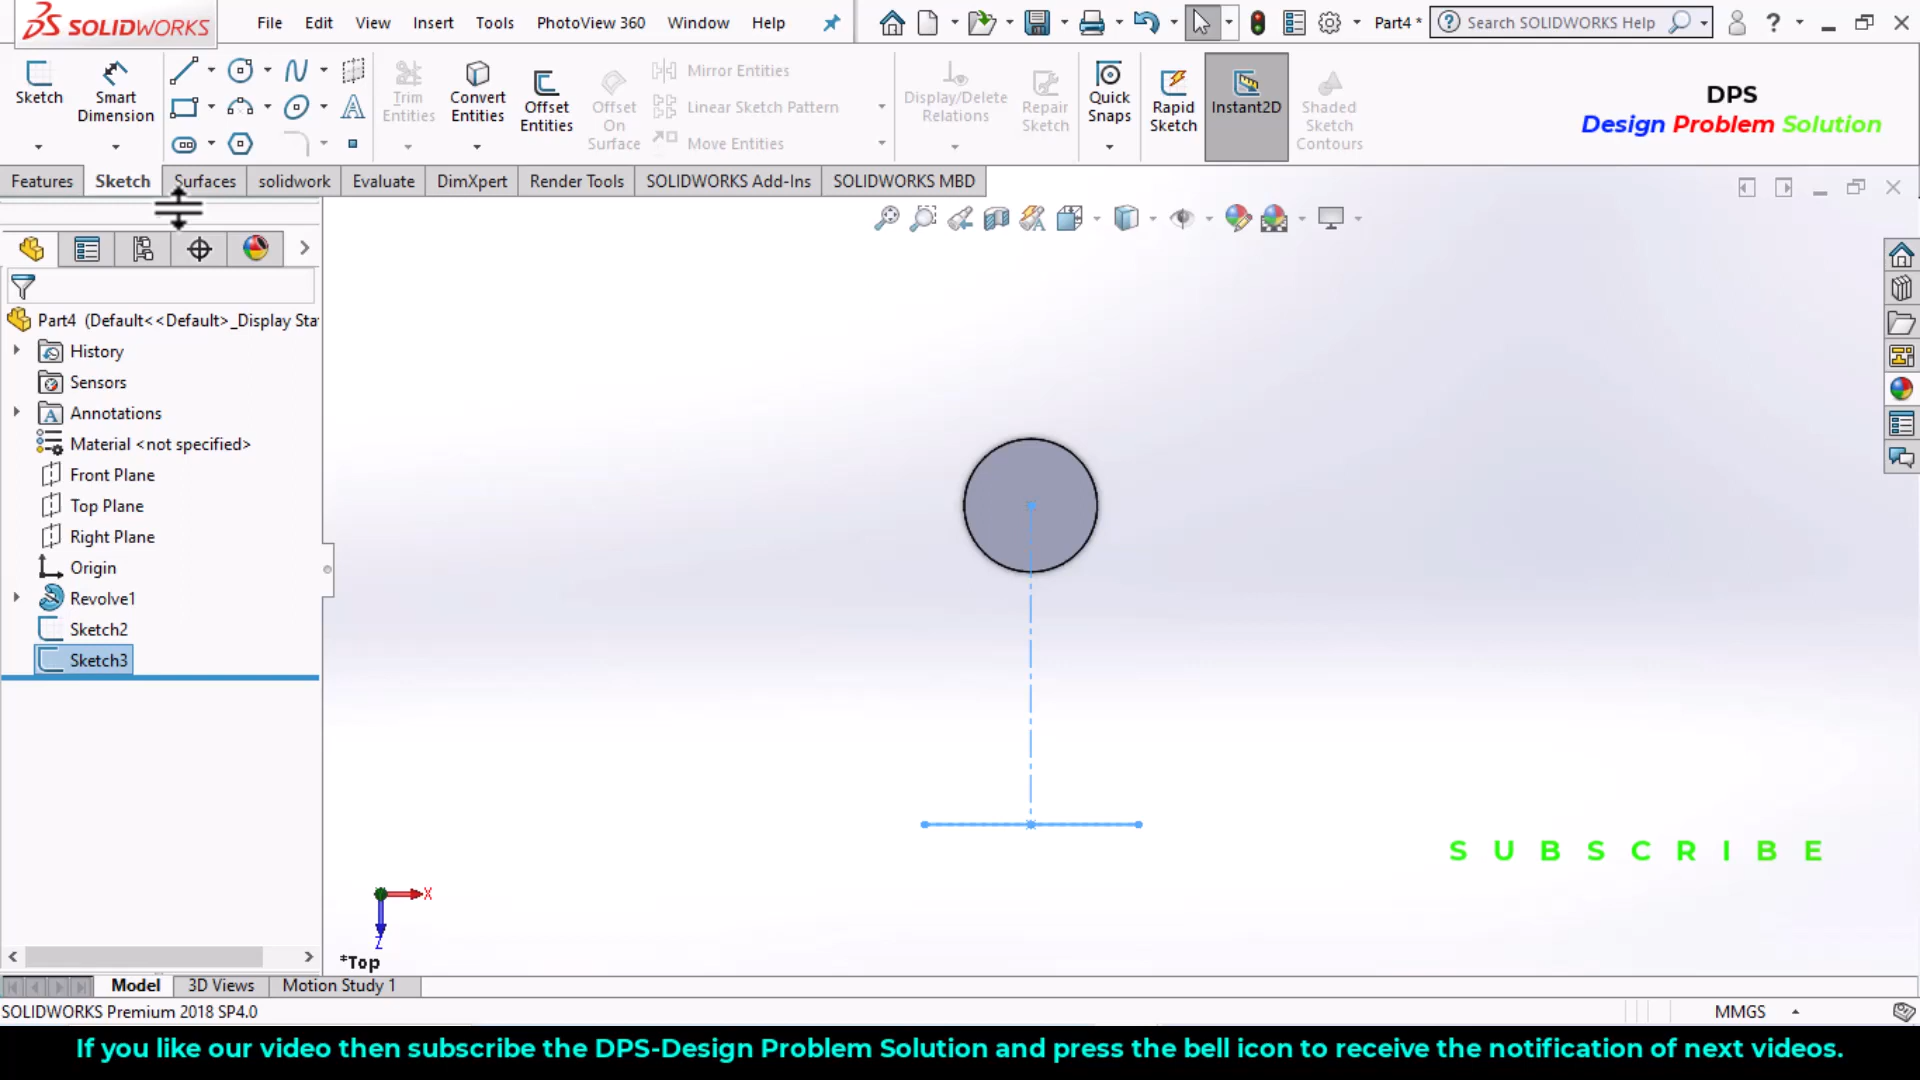 SOLIDWORKS
File Edit View Insert Tools PhotoView 360 Window Help
Part4 *
Search SOLIDWORKS Help
Sketch
Smart Dimension
Trim Entities
Convert Entities
Offset Entities
Offset On Surface
Mirror Entities
Linear Sketch Pattern
Move Entities
Display/Delete Relations
Repair Sketch
Quick Snaps
Rapid Sketch
Instant2D
Shaded Sketch Contours
DPS
Design Problem Solution
Features Sketch Surfaces solidwork Evaluate DimXpert Render Tools SOLIDWORKS Add-Ins SOLIDWORKS MBD
Part4 (Default<<Default>_Display Sta
History
Sensors
Annotations
Material <not specified>
Front Plane
Top Plane
Right Plane
Origin
Revolve1
Sketch2
Sketch3
SUBSCRIBE
X
Z
*Top
Model 3D Views Motion Study 1
SOLIDWORKS Premium 2018 SP4.0
MMGS
If you like our video then subscribe the DPS-Design Problem Solution and press the bell icon to receive the notification of next videos.